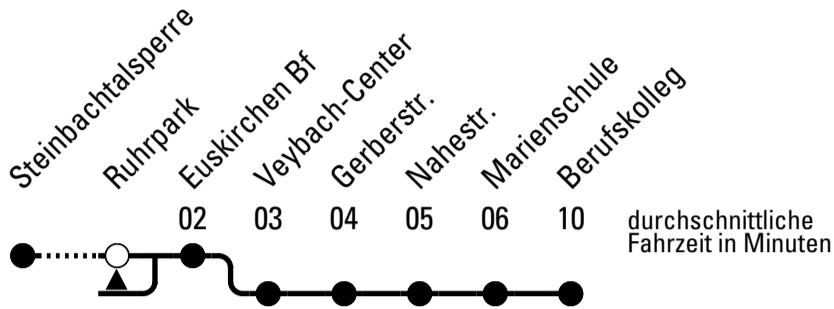 Steinbachtalsperre
Ruhrpark
Euskirchen Bf
Veybach-Center
Gerberstr.
Nahestr.
Marienschule
Berufskolleg
02 03 04 05 06 10
durchschnittliche
Fahrzeit in Minuten